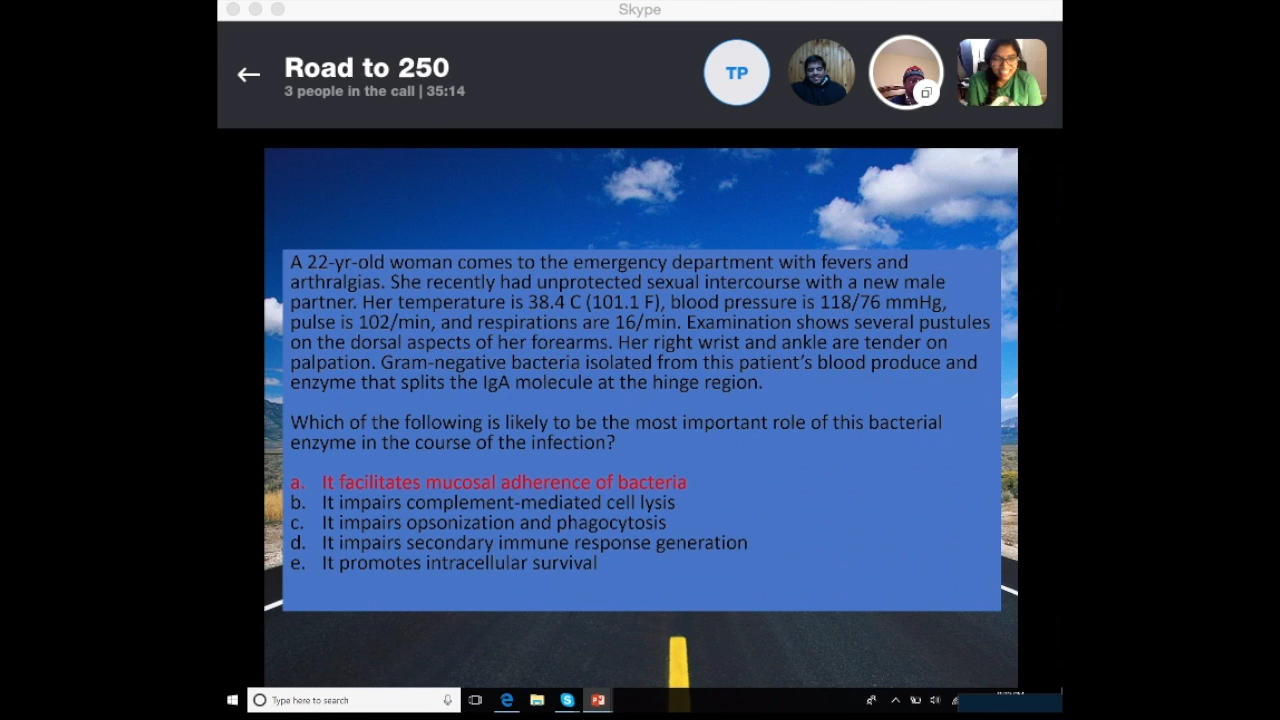 Skype
Road to 250
3 people in the call | 35:14
TP
A 22-yr-old woman comes to the emergency department with fevers and
arthralgias. She recently had unprotected sexual intercourse with a new male
partner. Her temperature is 38.4 C (101.1 F), blood pressure is 118/76 mmHg,
pulse is 102/min, and respirations are 16/min. Examination shows several pustules
on the dorsal aspects of her forearms. Her right wrist and ankle are tender on
palpation. Gram-negative bacteria isolated from this patient's blood produce and
enzyme that splits the IgA molecule at the hinge region.
Which of the following is likely to be the most important role of this bacterial
enzyme in the course of the infection?
a. It facilitates mucosal adherence of bacteria
b. It impairs complement-mediated cell lysis
c. It impairs opsonization and phagocytosis
d. It impairs secondary immune response generation
e. It promotes intracellular survival
Type here to search